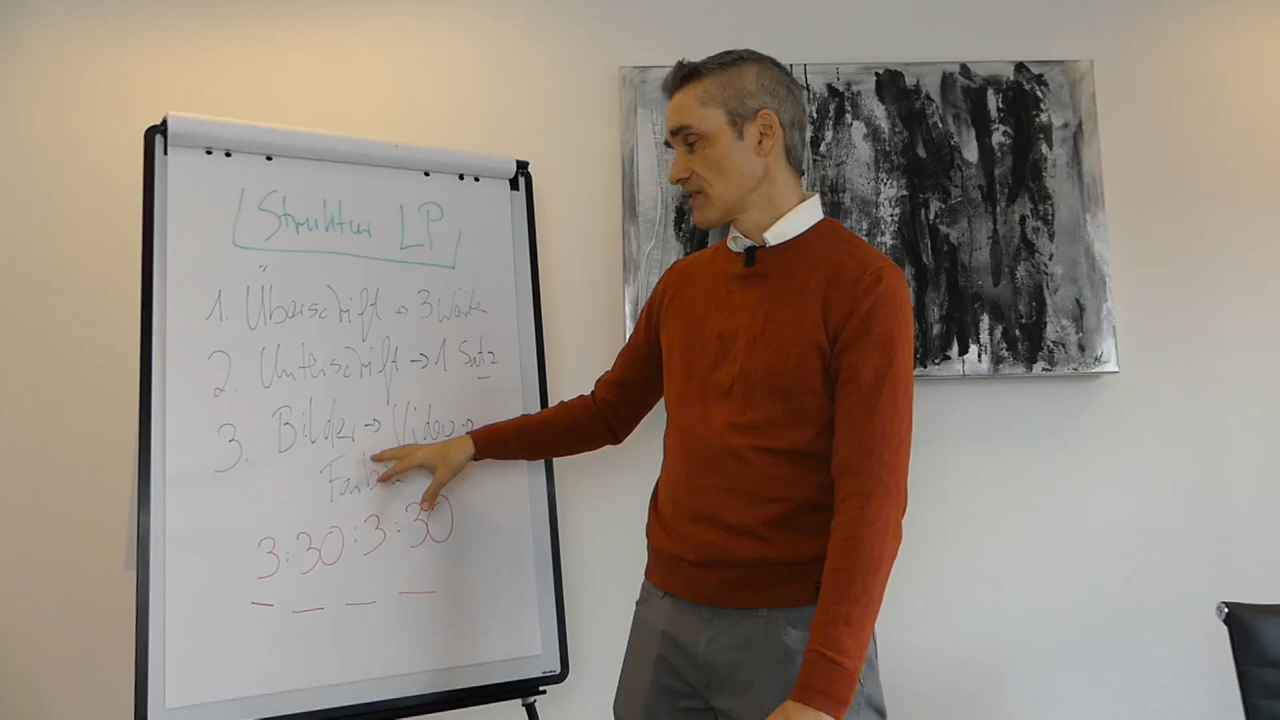 Struktur LP
1. Überschrift → 3 Wörter
2. Unterschrift → 1 Satz
3. Bilder → Video →
3:30:3:30